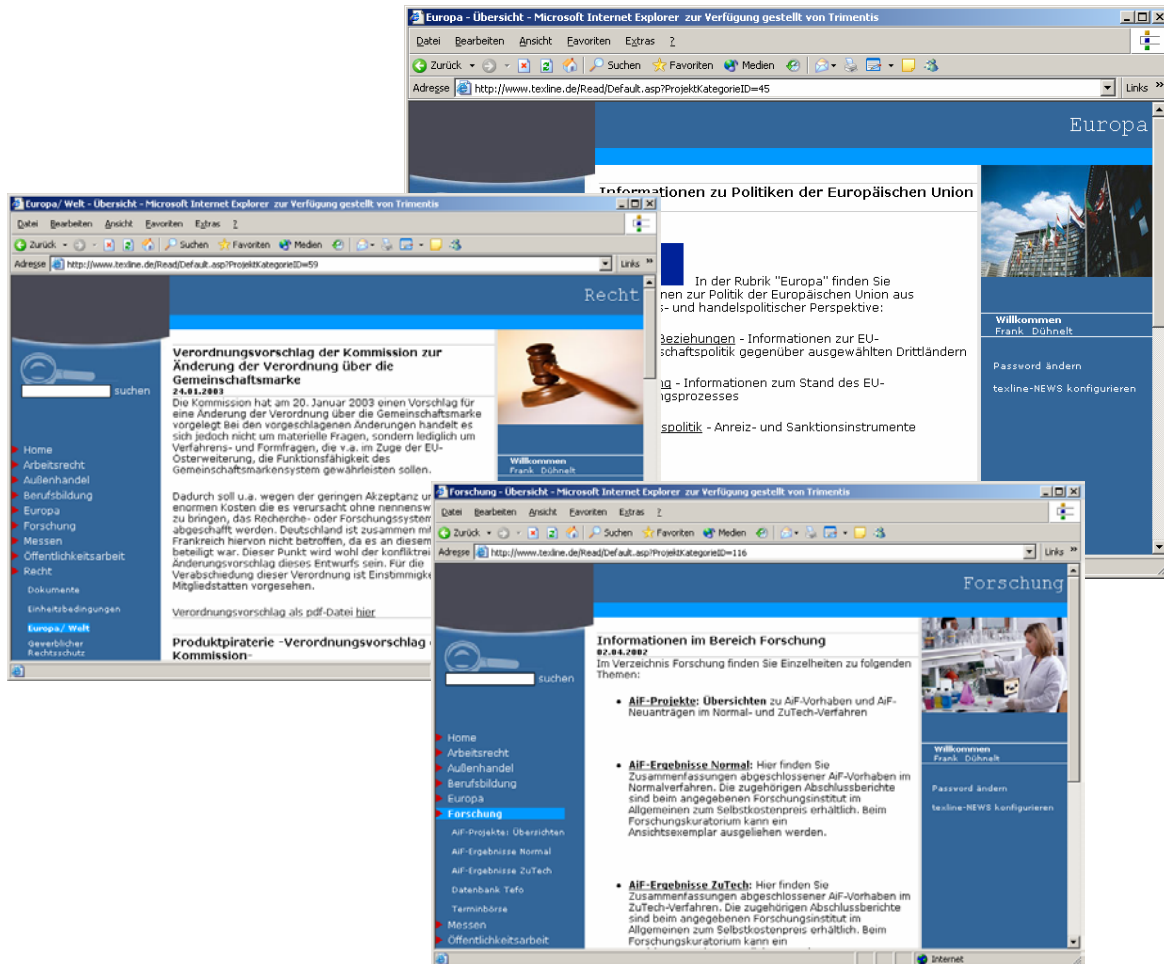 Europa - Übersicht - Microsoft Internet Explorer zur Verfügung gestellt von Trimentis
Datei Bearbeiten Ansicht Favoriten Extras ?
Zurück Suchen Favoriten Medien
Adresse http://www.texline.de/Read/Default.asp?ProjektKategorieID=45 Links »
Europa
Informationen zu Politiken der Europäischen Union
In der Rubrik "Europa" finden Sie
nen zur Politik der Europäischen Union aus
s- und handelspolitischer Perspektive:
Beziehungen - Informationen zur EU-
schaftspolitik gegenüber ausgewählten Drittländern
ng - Informationen zum Stand des EU-
ngsprozesses
spolitik - Anreiz- und Sanktionsinstrumente
Willkommen
Frank Dühnelt
Password ändern
texline-NEWS konfigurieren
Europa/ Welt - Übersicht - Microsoft Internet Explorer zur Verfügung gestellt von Trimentis
Datei Bearbeiten Ansicht Favoriten Extras ?
Zurück Suchen Favoriten Medien
Adresse http://www.texline.de/Read/Default.asp?ProjektKategorieID=59 Links »
Recht
suchen
Home
Arbeitsrecht
Außenhandel
Berufsbildung
Europa
Forschung
Messen
Öffentlichkeitsarbeit
Recht
Dokumente
Einheitsbedingungen
Europa/ Welt
Gewerblicher
Rechtsschutz
Verordnungsvorschlag der Kommission zur
Änderung der Verordnung über die
Gemeinschaftsmarke
24.01.2003
Die Kommission hat am 20. Januar 2003 einen Vorschlag für
eine Änderung der Verordnung über die Gemeinschaftsmarke
vorgelegt Bei den vorgeschlagenen Änderungen handelt es
sich jedoch nicht um materielle Fragen, sondern lediglich um
Verfahrens- und Formfragen, die v.a. im Zuge der EU-
Osterweiterung, die Funktionsfähigkeit des
Gemeinschaftsmarkensystem gewährleisten sollen.
Dadurch soll u.a. wegen der geringen Akzeptanz ur
enormen Kosten die es verursacht ohne nennensw
zu bringen, das Recherche- oder Forschungssystem
abgeschafft werden. Deutschland ist zusammen mit
Frankreich hiervon nicht betroffen, da es an diesem
beteiligt war. Dieser Punkt wird wohl der konfliktrei
Änderungsvorschlag dieses Entwurfs sein. Für die
Verabschiedung dieser Verordnung ist Einstimmigke
Mitgliedstatten vorgesehen.
Verordnungsvorschlag als pdf-Datei hier
Produktpiraterie -Verordnungsvorschlag
Kommission-
Willkommen
Frank Dühnelt
Forschung - Übersicht - Microsoft Internet Explorer zur Verfügung gestellt von Trimentis
Datei Bearbeiten Ansicht Favoriten Extras ?
Zurück Suchen Favoriten Medien
Adresse http://www.texline.de/Read/Default.asp?ProjektKategorieID=116 Links »
Forschung
suchen
Home
Arbeitsrecht
Außenhandel
Berufsbildung
Europa
Forschung
AiF-Projekte: Übersichten
AiF-Ergebnisse Normal
AiF-Ergebnisse ZuTech
Datenbank Tefo
Terminbörse
Messen
Öffentlichkeitsarbeit
Informationen im Bereich Forschung
02.04.2002
Im Verzeichnis Forschung finden Sie Einzelheiten zu folgenden
Themen:
• AiF-Projekte: Übersichten zu AiF-Vorhaben und AiF-
Neuanträgen im Normal- und ZuTech-Verfahren
• AiF-Ergebnisse Normal: Hier finden Sie
Zusammenfassungen abgeschlossener AiF-Vorhaben im
Normalverfahren. Die zugehörigen Abschlussberichte
sind beim angegebenen Forschungsinstitut im
Allgemeinen zum Selbstkostenpreis erhältlich. Beim
Forschungskuratorium kann ein
Ansichtsexemplar ausgeliehen werden.
• AiF-Ergebnisse ZuTech: Hier finden Sie
Zusammenfassungen abgeschlossener AiF-Vorhaben im
ZuTech-Verfahren. Die zugehörigen Abschlussberichte
sind beim angegebenen Forschungsinstitut im
Allgemeinen zum Selbstkostenpreis erhältlich. Beim
Forschungskuratorium kann ein
Willkommen
Frank Dühnelt
Password ändern
texline-NEWS konfigurieren
Internet